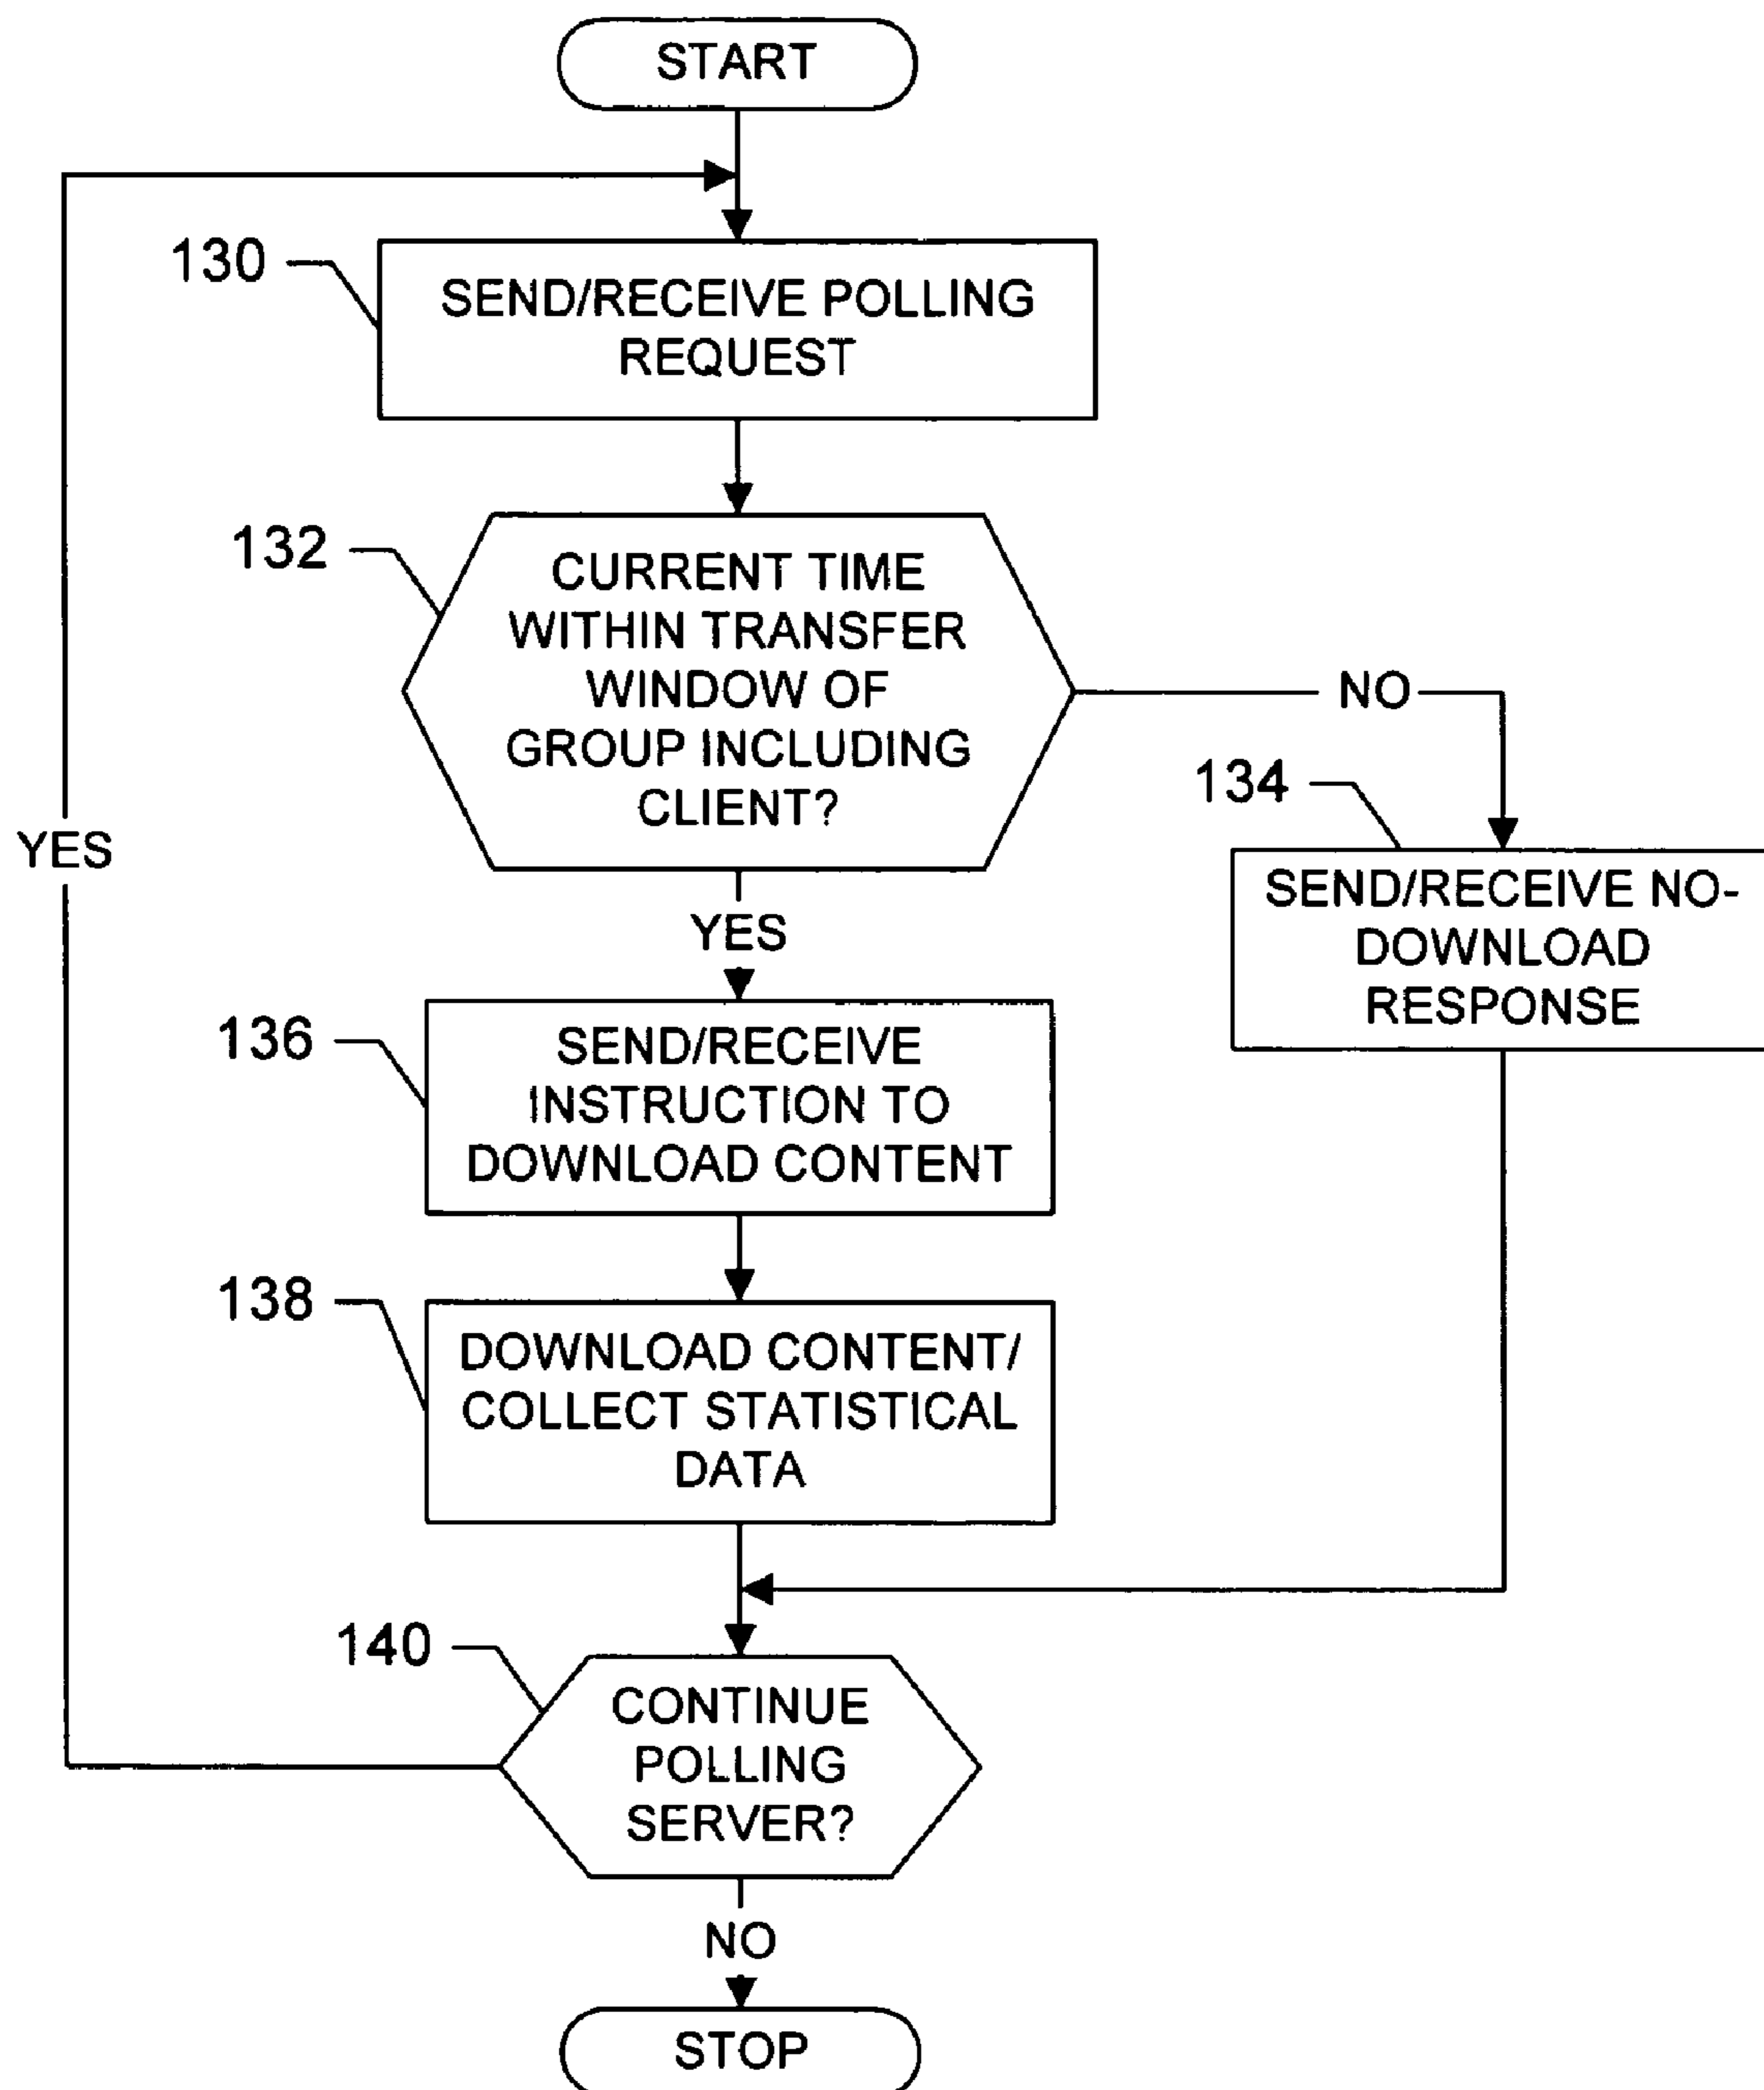 START
130
SEND/RECEIVE POLLING
REQUEST
132
CURRENT TIME
WITHIN TRANSFER
WINDOW OF
GROUP INCLUDING
CLIENT?
NO
134
SEND/RECEIVE NO-
DOWNLOAD
RESPONSE
YES
YES
136
SEND/RECEIVE
INSTRUCTION TO
DOWNLOAD CONTENT
138
DOWNLOAD CONTENT/
COLLECT STATISTICAL
DATA
140
CONTINUE
POLLING
SERVER?
NO
STOP